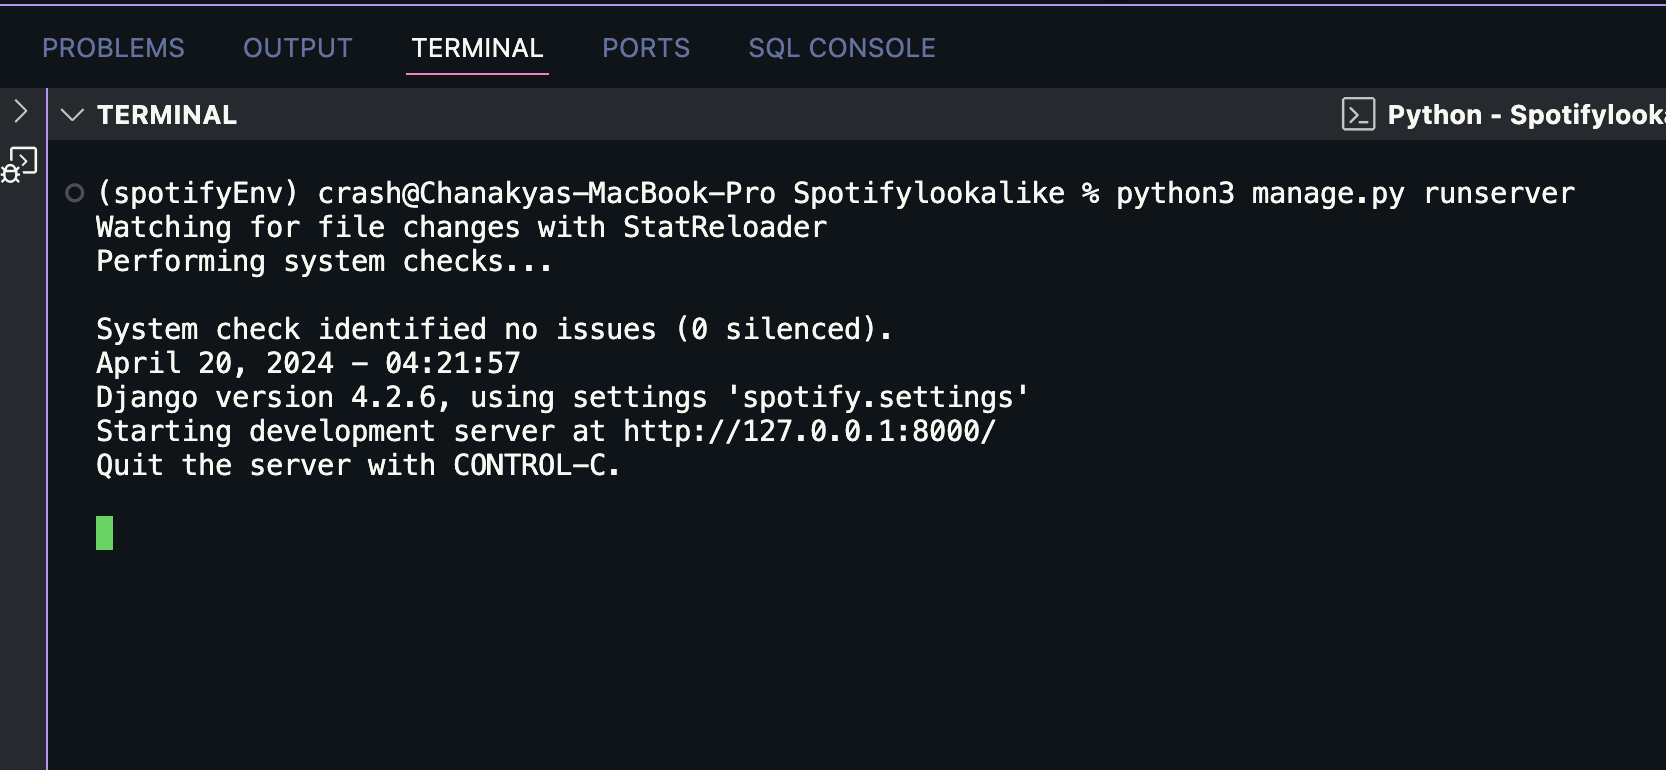 PROBLEMS OUTPUT TERMINAL PORTS SQL CONSOLE
TERMINAL Python - Spotifylook
(spotifyEnv) crash@Chanakyas-MacBook-Pro Spotifylookalike % python3 manage.py runserver
Watching for file changes with StatReloader
Performing system checks...
System check identified no issues (0 silenced).
April 20, 2024 - 04:21:57
Django version 4.2.6, using settings 'spotify.settings'
Starting development server at http://127.0.0.1:8000/
Quit the server with CONTROL-C.